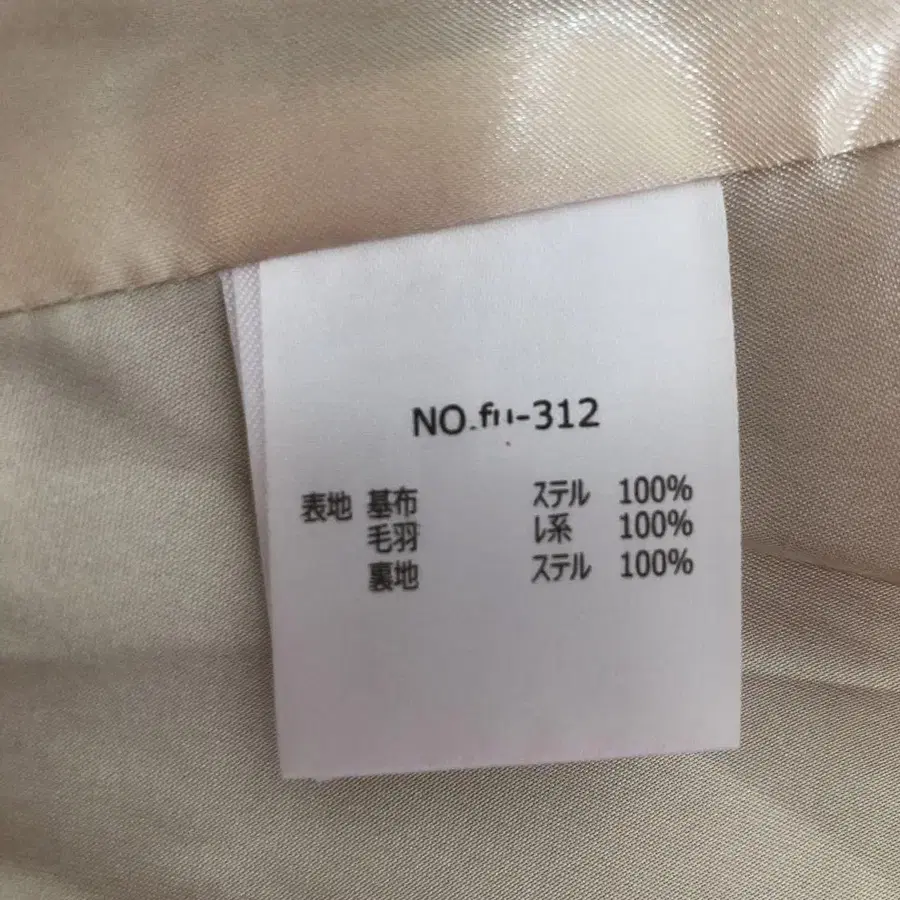 NO.fu-312
表地 基布 ステル 100%
毛羽 ﾚ系 100%
裏地 ステル 100%